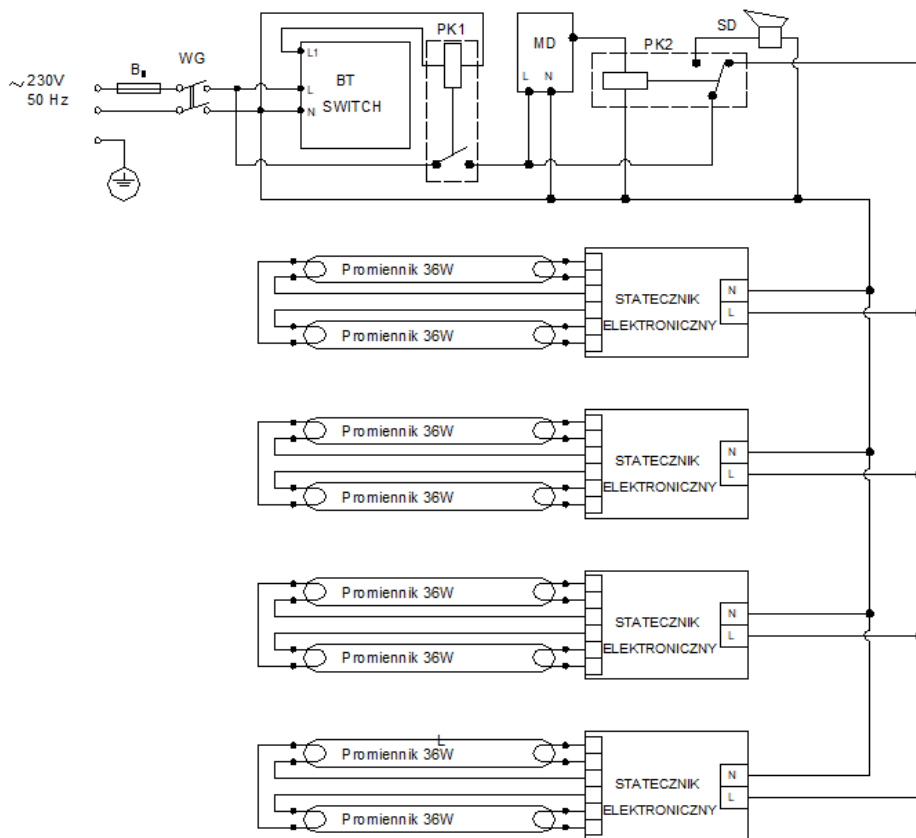 SD
PK1
MD
PK2
WG
B
~230V
50 Hz
L1
BT
SWITCH
L
N
L N
Promiennik 36W
Promiennik 36W
STATECZNIK
ELEKTRONICZNY
N
L
Promiennik 36W
Promiennik 36W
STATECZNIK
ELEKTRONICZNY
N
L
Promiennik 36W
Promiennik 36W
STATECZNIK
ELEKTRONICZNY
N
L
L
Promiennik 36W
Promiennik 36W
STATECZNIK
ELEKTRONICZNY
N
L